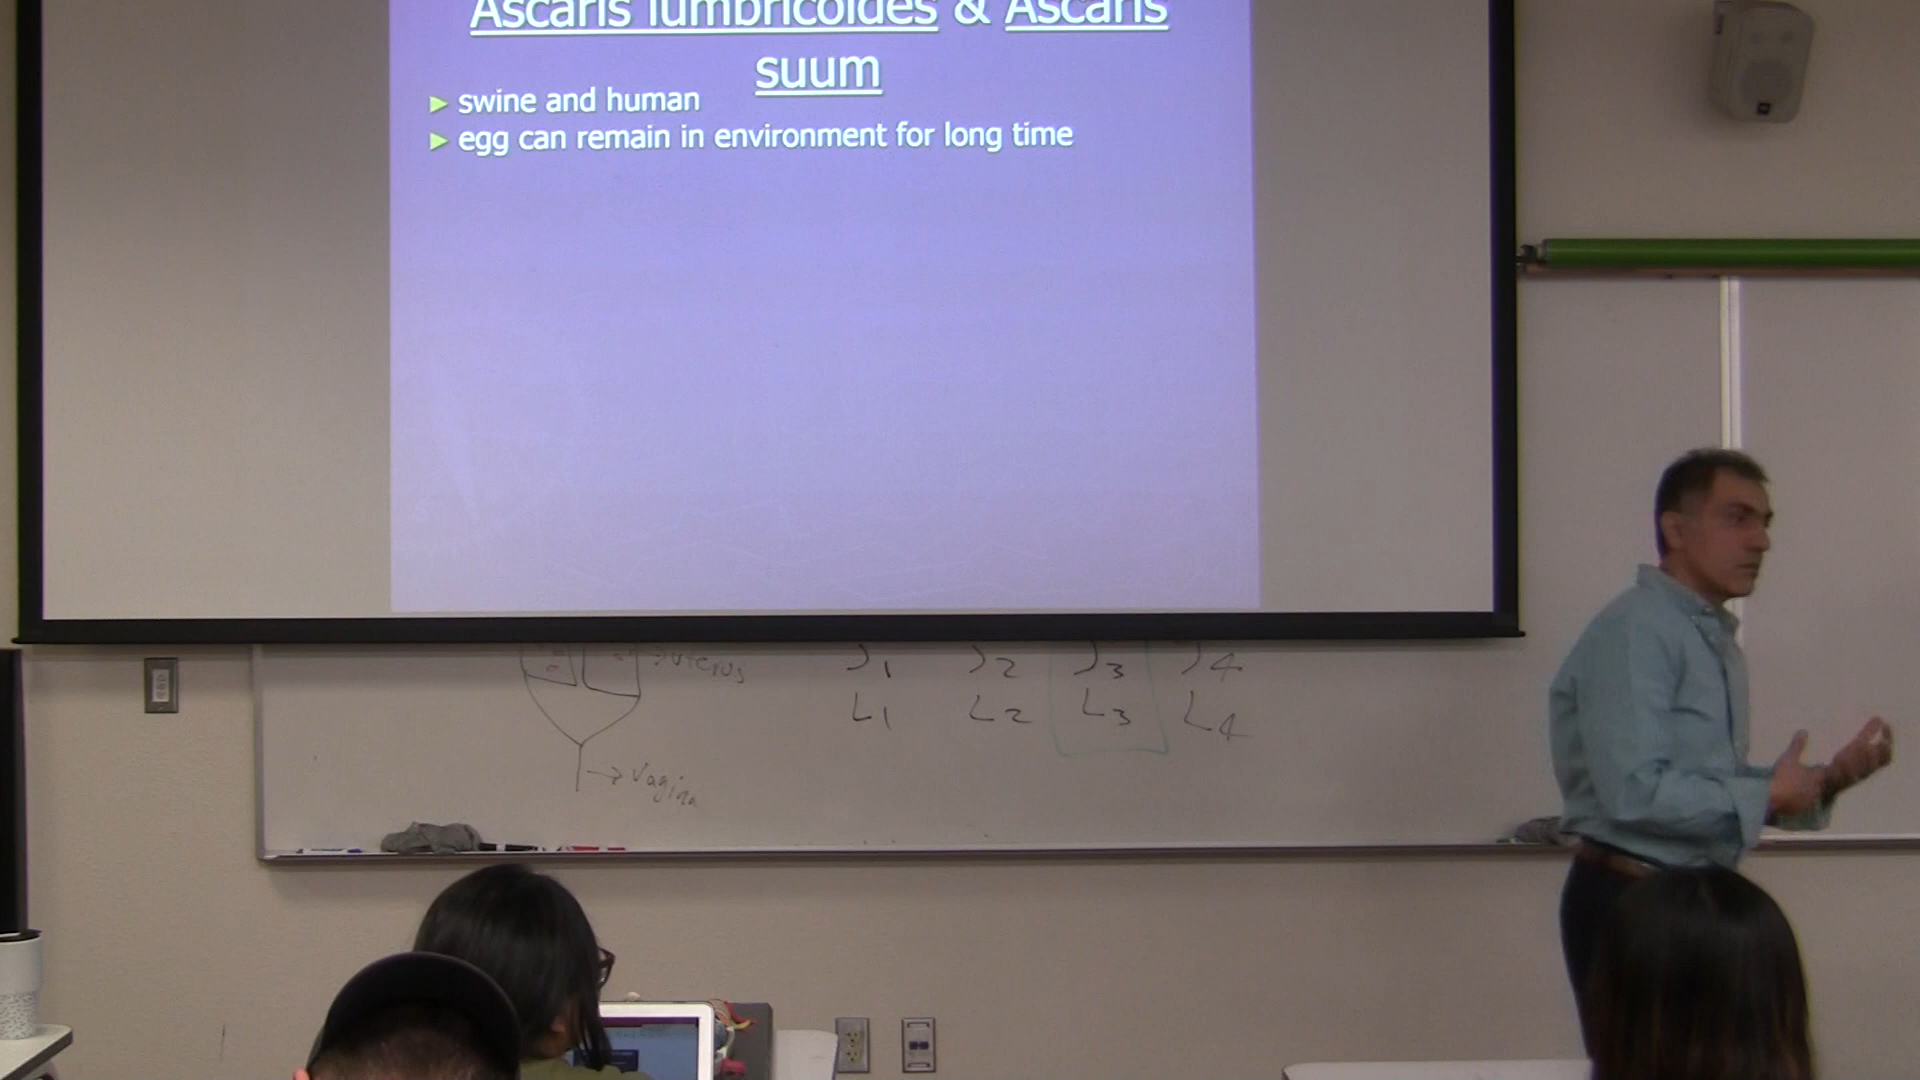 Ascaris lumbricoides & Ascaris
suum
► swine and human
► egg can remain in environment for long time
→ uterus
J1 J2 J3 J4
L1 L2 L3 L4
→ vagina